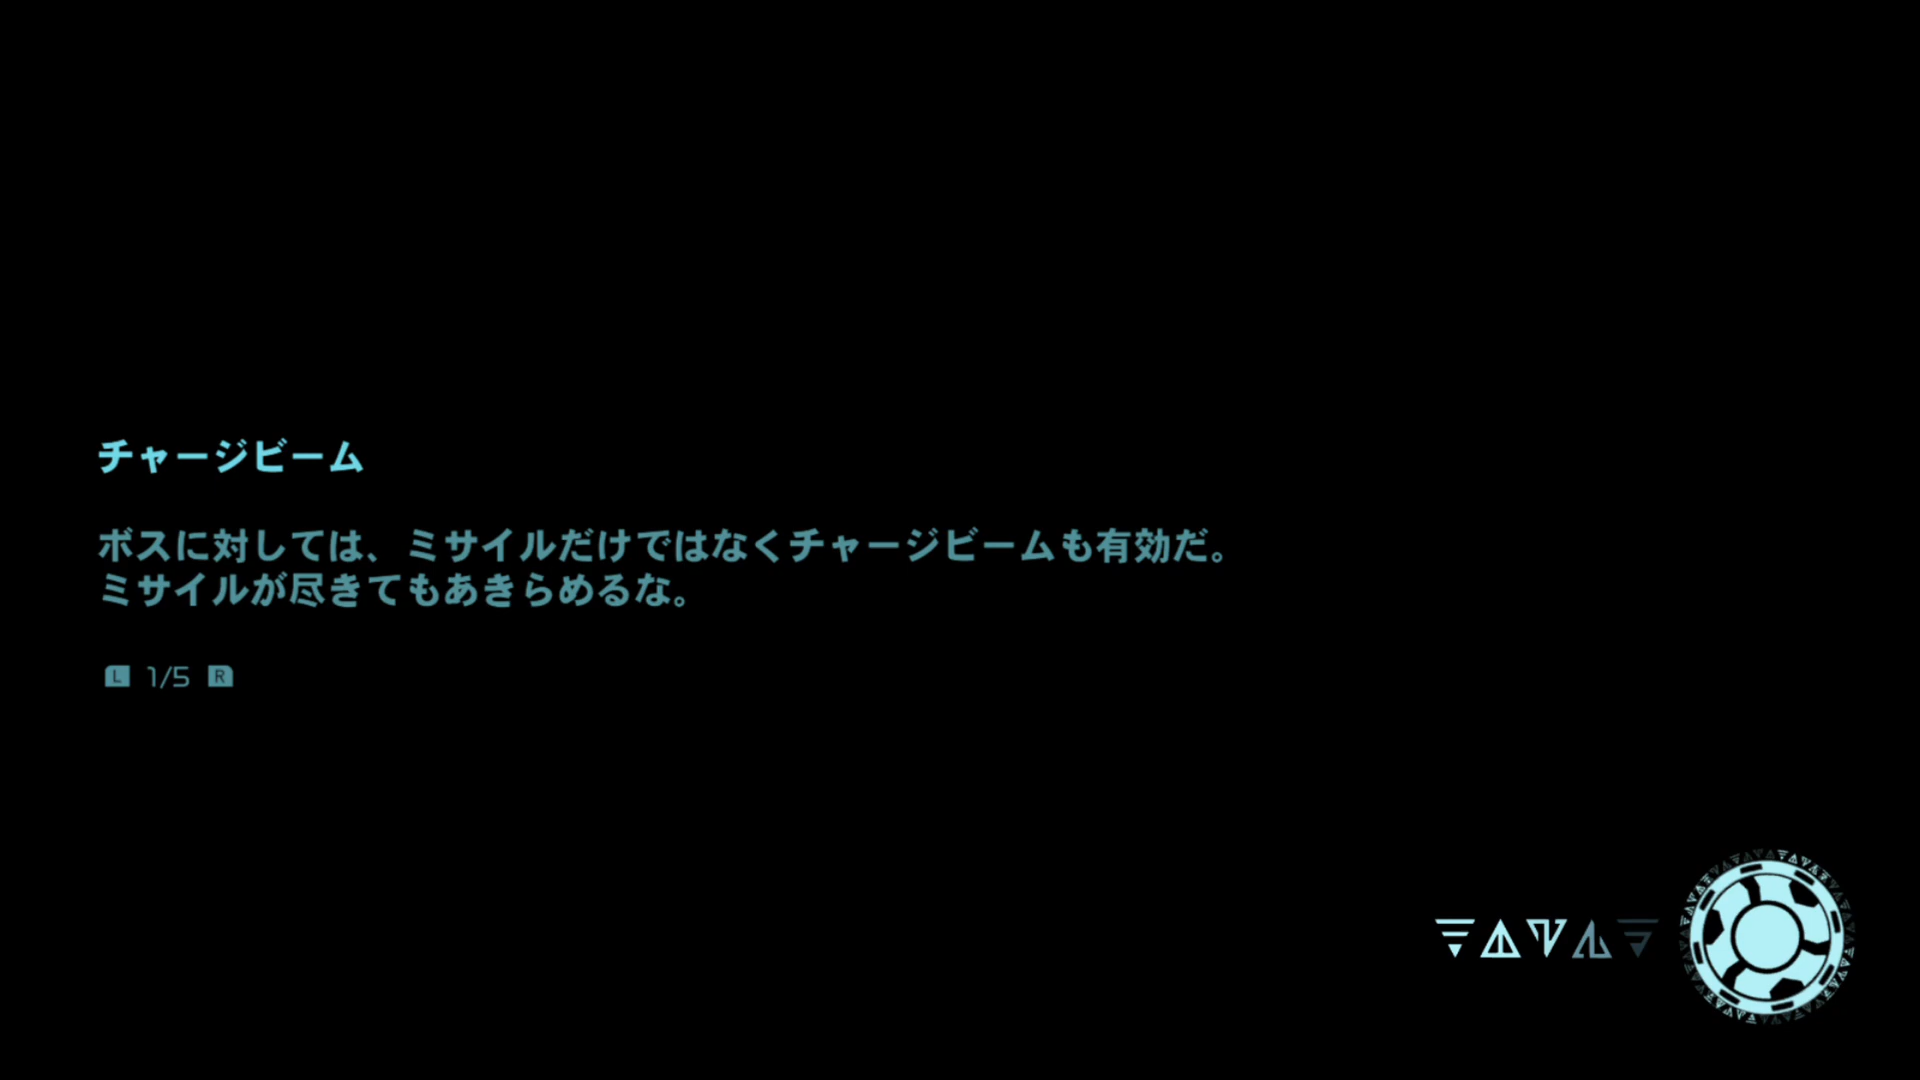 チャージビーム
ボスに対しては、ミサイルだけではなくチャージビームも有効だ。
ミサイルが尽きてもあきらめるな。
L 1/5 R